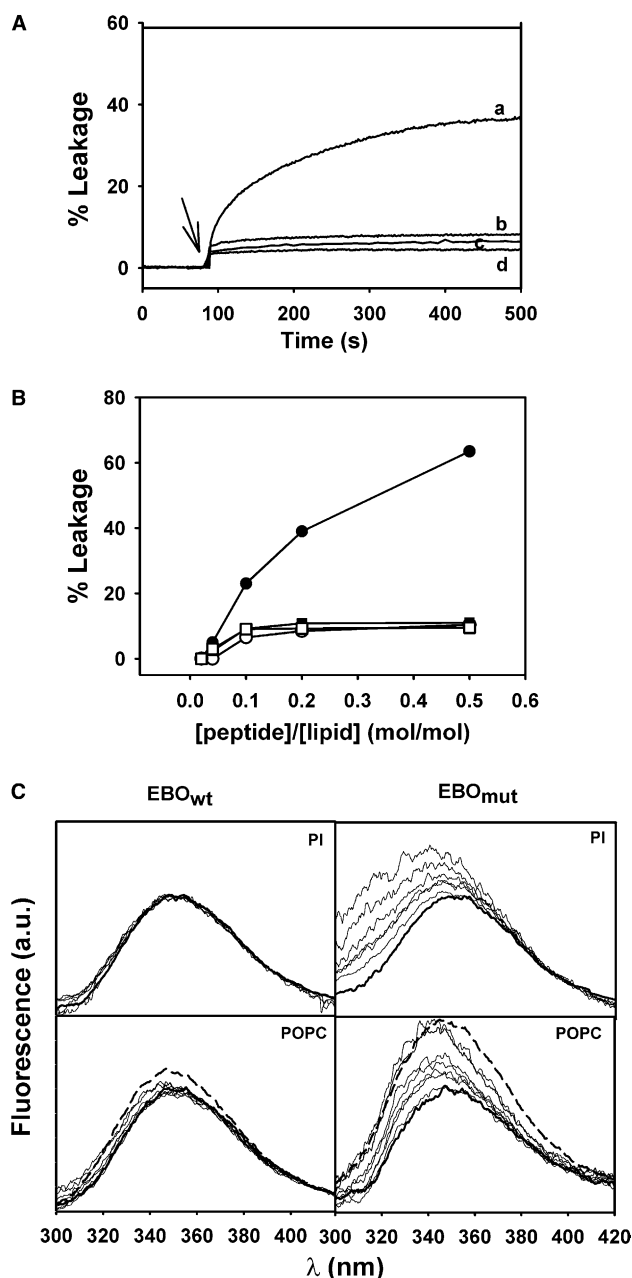 A
60
40
20
0
% Leakage
a
b
c
d
0 100 200 300 400 500
Time (s)
B
80
60
40
20
0
% Leakage
0.0 0.1 0.2 0.3 0.4 0.5 0.6
[peptide]/[lipid] (mol/mol)
C
EBOwt EBOmut
PI PI
POPC POPC
Fluorescence (a.u.)
300 320 340 360 380 400 300 320 340 360 380 400 420
λ (nm)